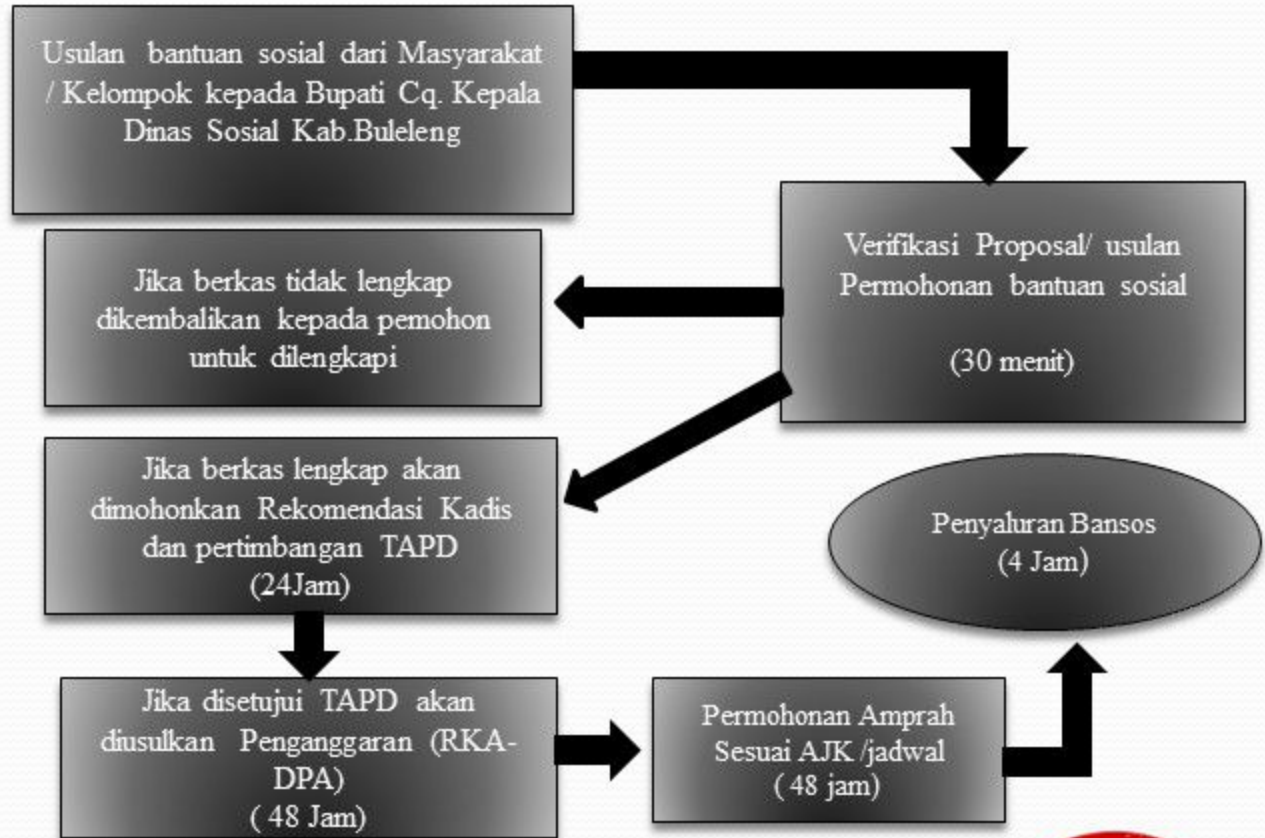 Usulan bantuan sosial dari Masyarakat
/ Kelompok kepada Bupati Cq. Kepala
Dinas Sosial Kab.Buleleng
Verifikasi Proposal/ usulan
Permohonan bantuan sosial
(30 menit)
Jika berkas tidak lengkap
dikembalikan kepada pemohon
untuk dilengkapi
Jika berkas lengkap akan
dimohonkan Rekomendasi Kadis
dan pertimbangan TAPD
(24Jam)
Jika disetujui TAPD akan
diusulkan Penganggaran (RKA-
DPA)
( 48 Jam)
Permohonan Amprah
Sesuai AJK /jadwal
( 48 jam)
Penyaluran Bansos
(4 Jam)